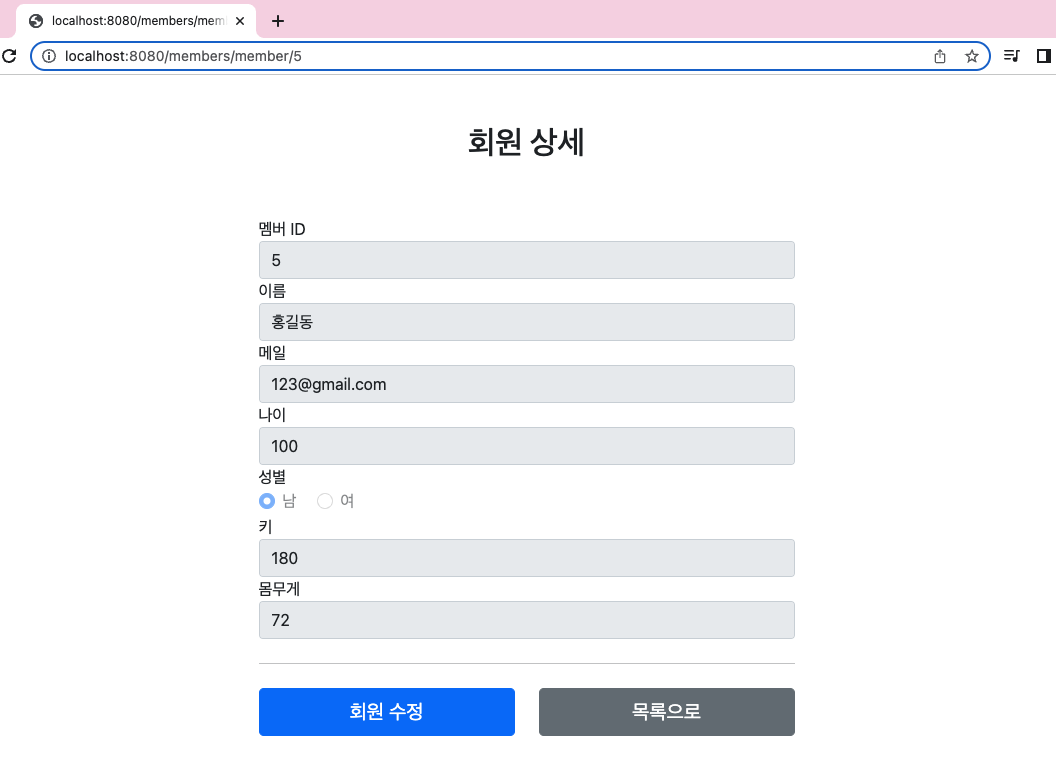 localhost:8080/members/mem
localhost:8080/members/member/5
회원 상세
멤버 ID
5
이름
홍길동
메일
123@gmail.com
나이
100
성별
남 여
키
180
몸무게
72
회원 수정 목록으로